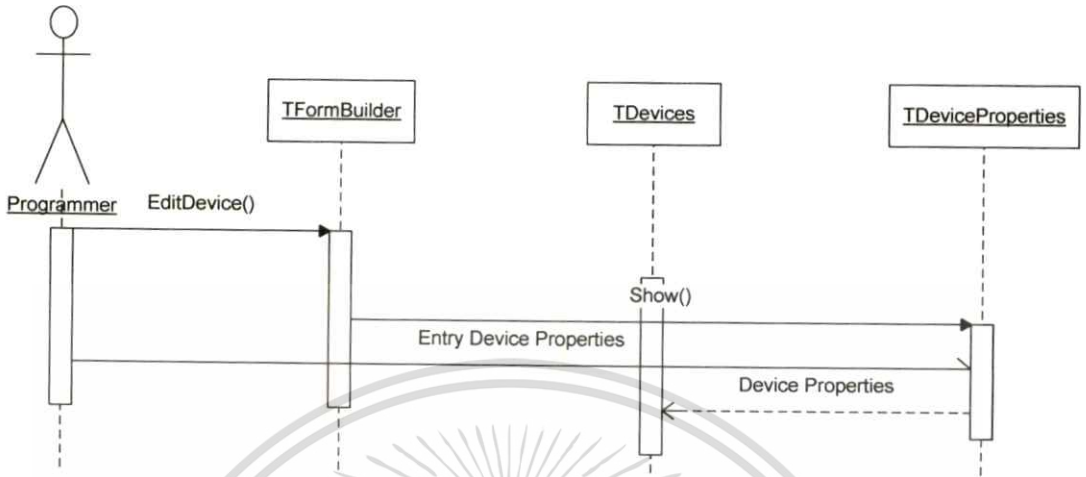 TFormBuilder
TDevices
TDeviceProperties
Programmer
EditDevice()
Show()
Entry Device Properties
Device Properties